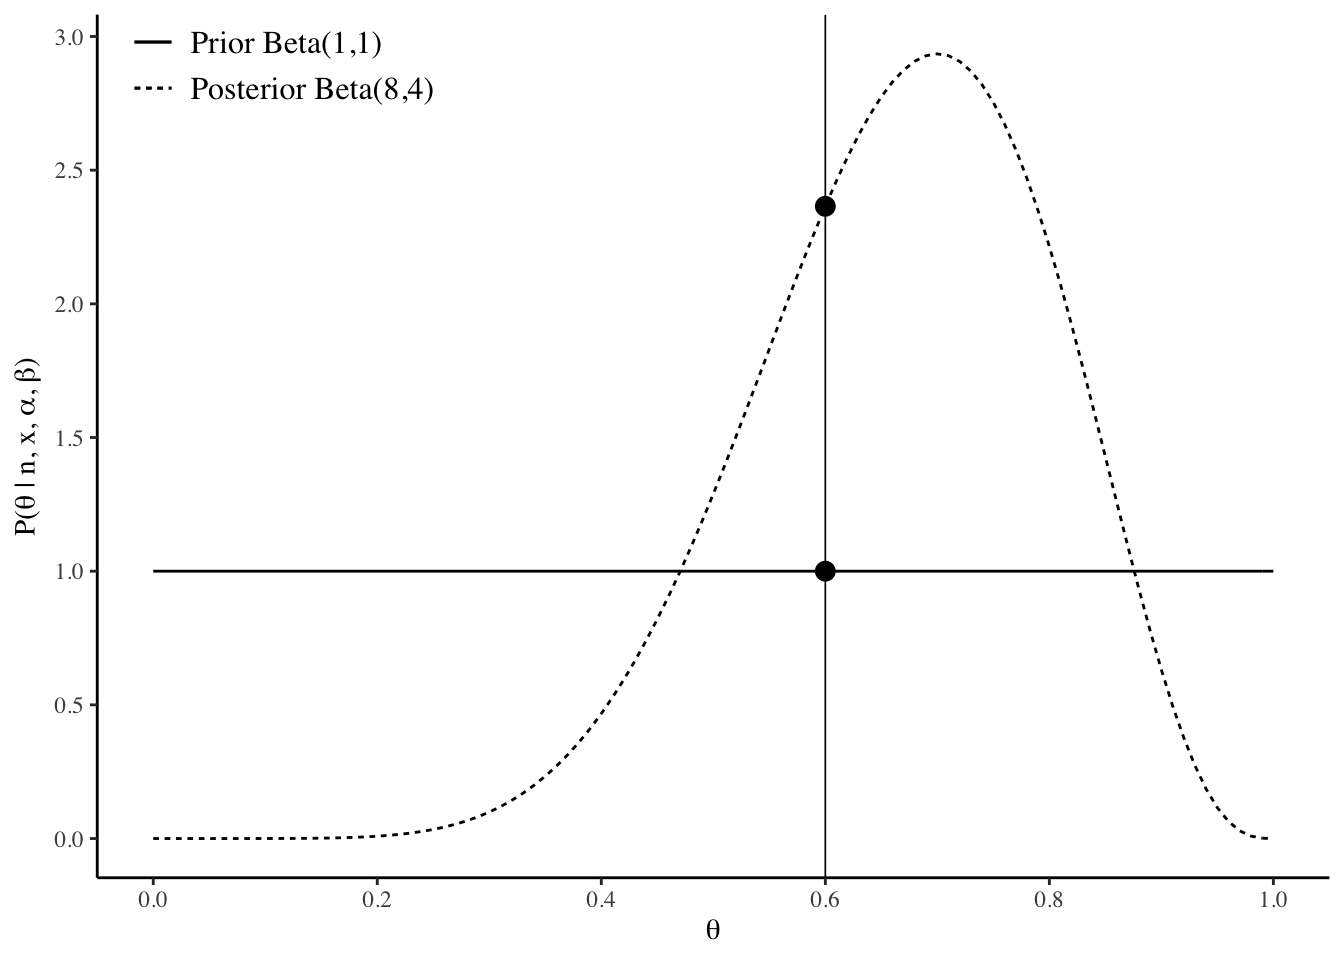 Prior Beta(1,1)
Posterior Beta(8,4)
P(θ | n, x, α, β)
3.0
2.5
2.0
1.5
1.0
0.5
0.0
0.0 0.2 0.4 0.6 0.8 1.0
θ